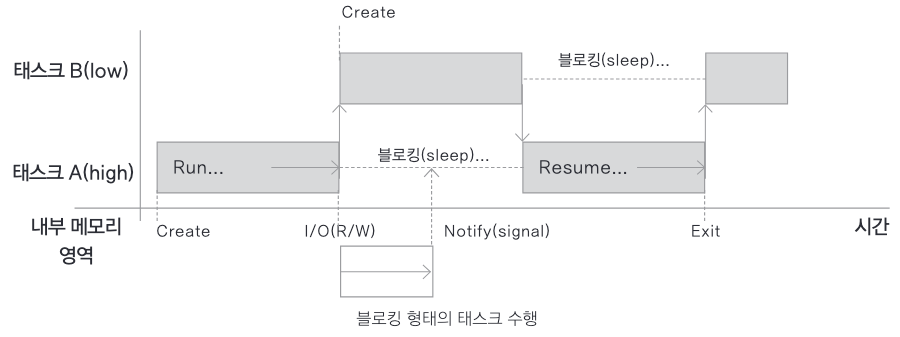 Create
태스크 B(low)
블로킹(sleep)...
태스크 A(high)
Run...
블로킹(sleep)...
Resume...
내부 메모리
영역
Create
I/O(R/W)
Notify(signal)
Exit
시간
블로킹 형태의 태스크 수행